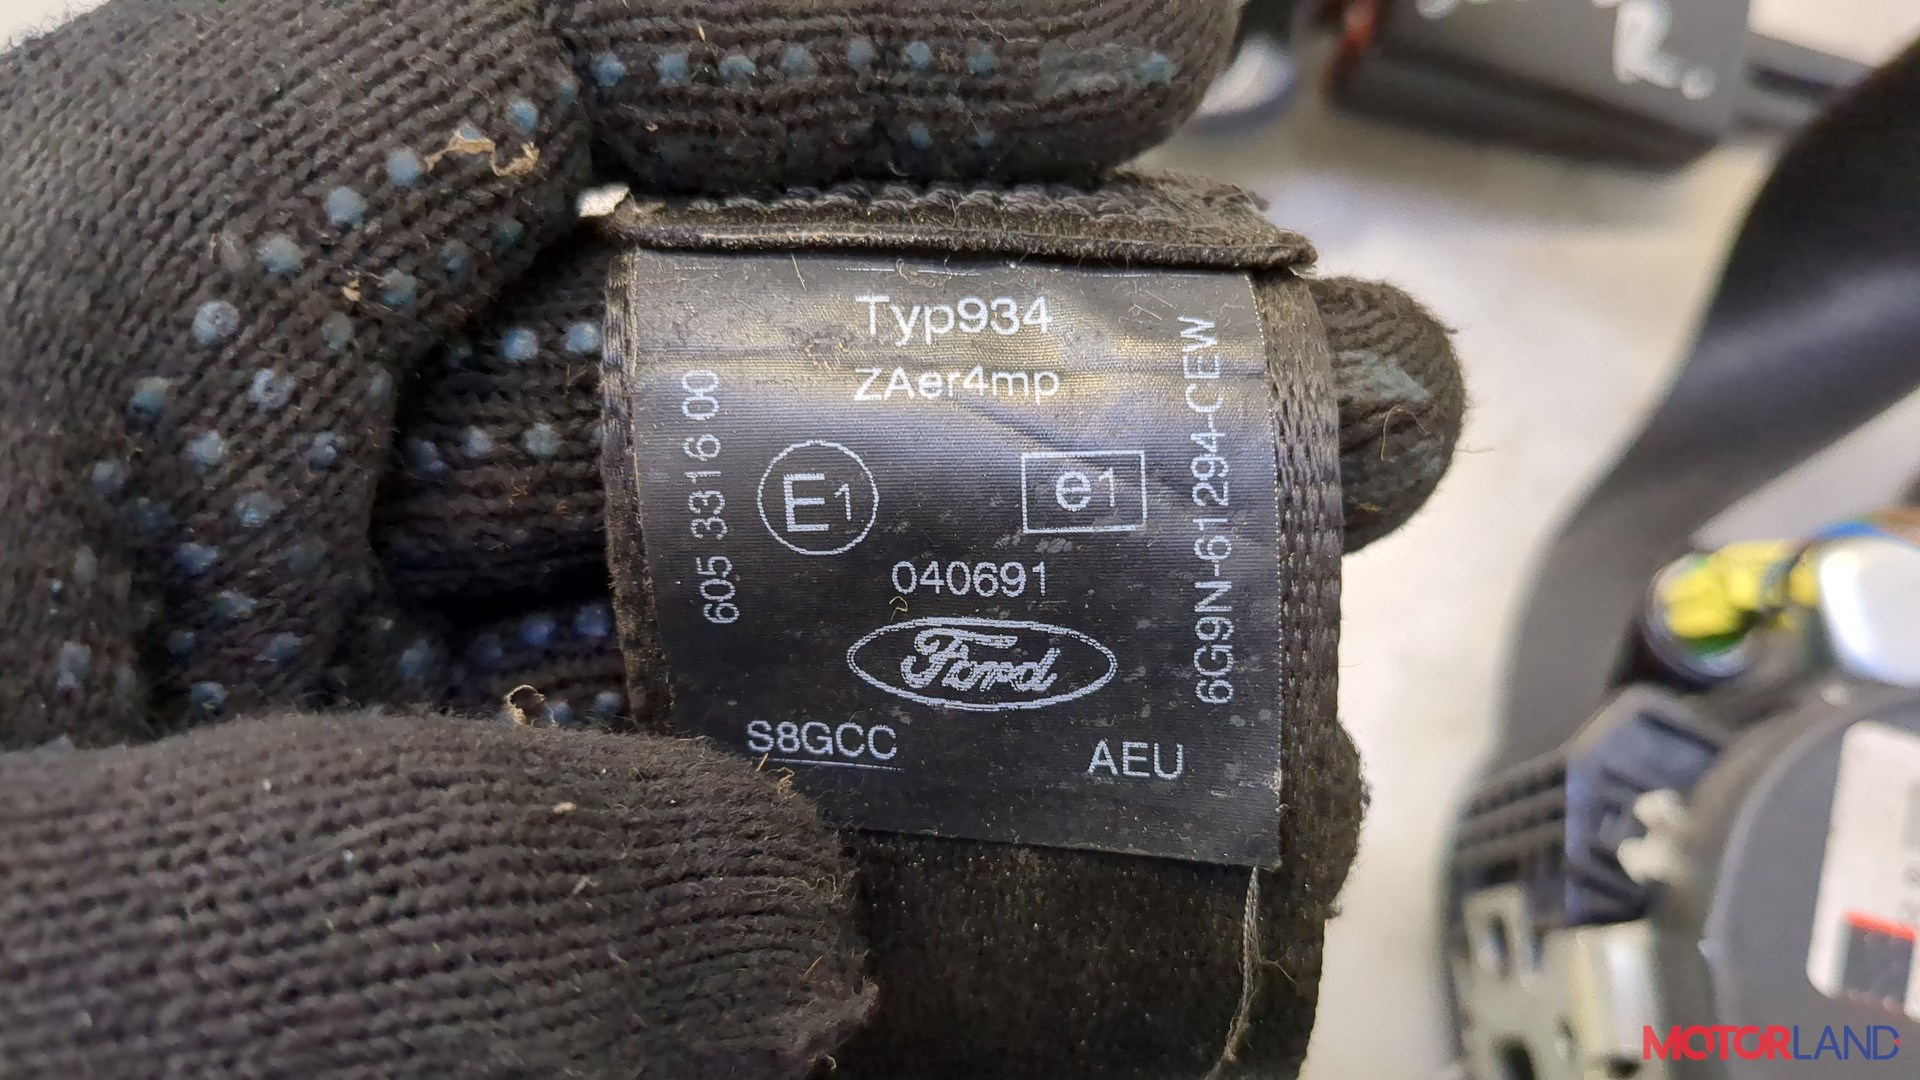 Typ934
ZAer4mp
605 3316 00
E1
e1
6G9N-61294-CEW
040691
Ford
S8GCC
AEU
MOTORLAND